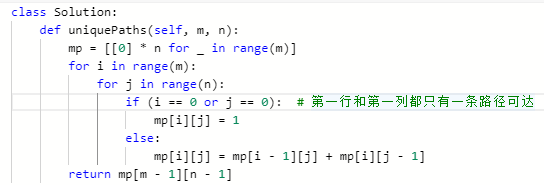 class Solution:
    def uniquePaths(self, m, n):
        mp = [[0] * n for _ in range(m)]
        for i in range(m):
            for j in range(n):
                if (i == 0 or j == 0):  # 第一行和第一列都只有一条路径可达
                    mp[i][j] = 1
                else:
                    mp[i][j] = mp[i - 1][j] + mp[i][j - 1]
        return mp[m - 1][n - 1]